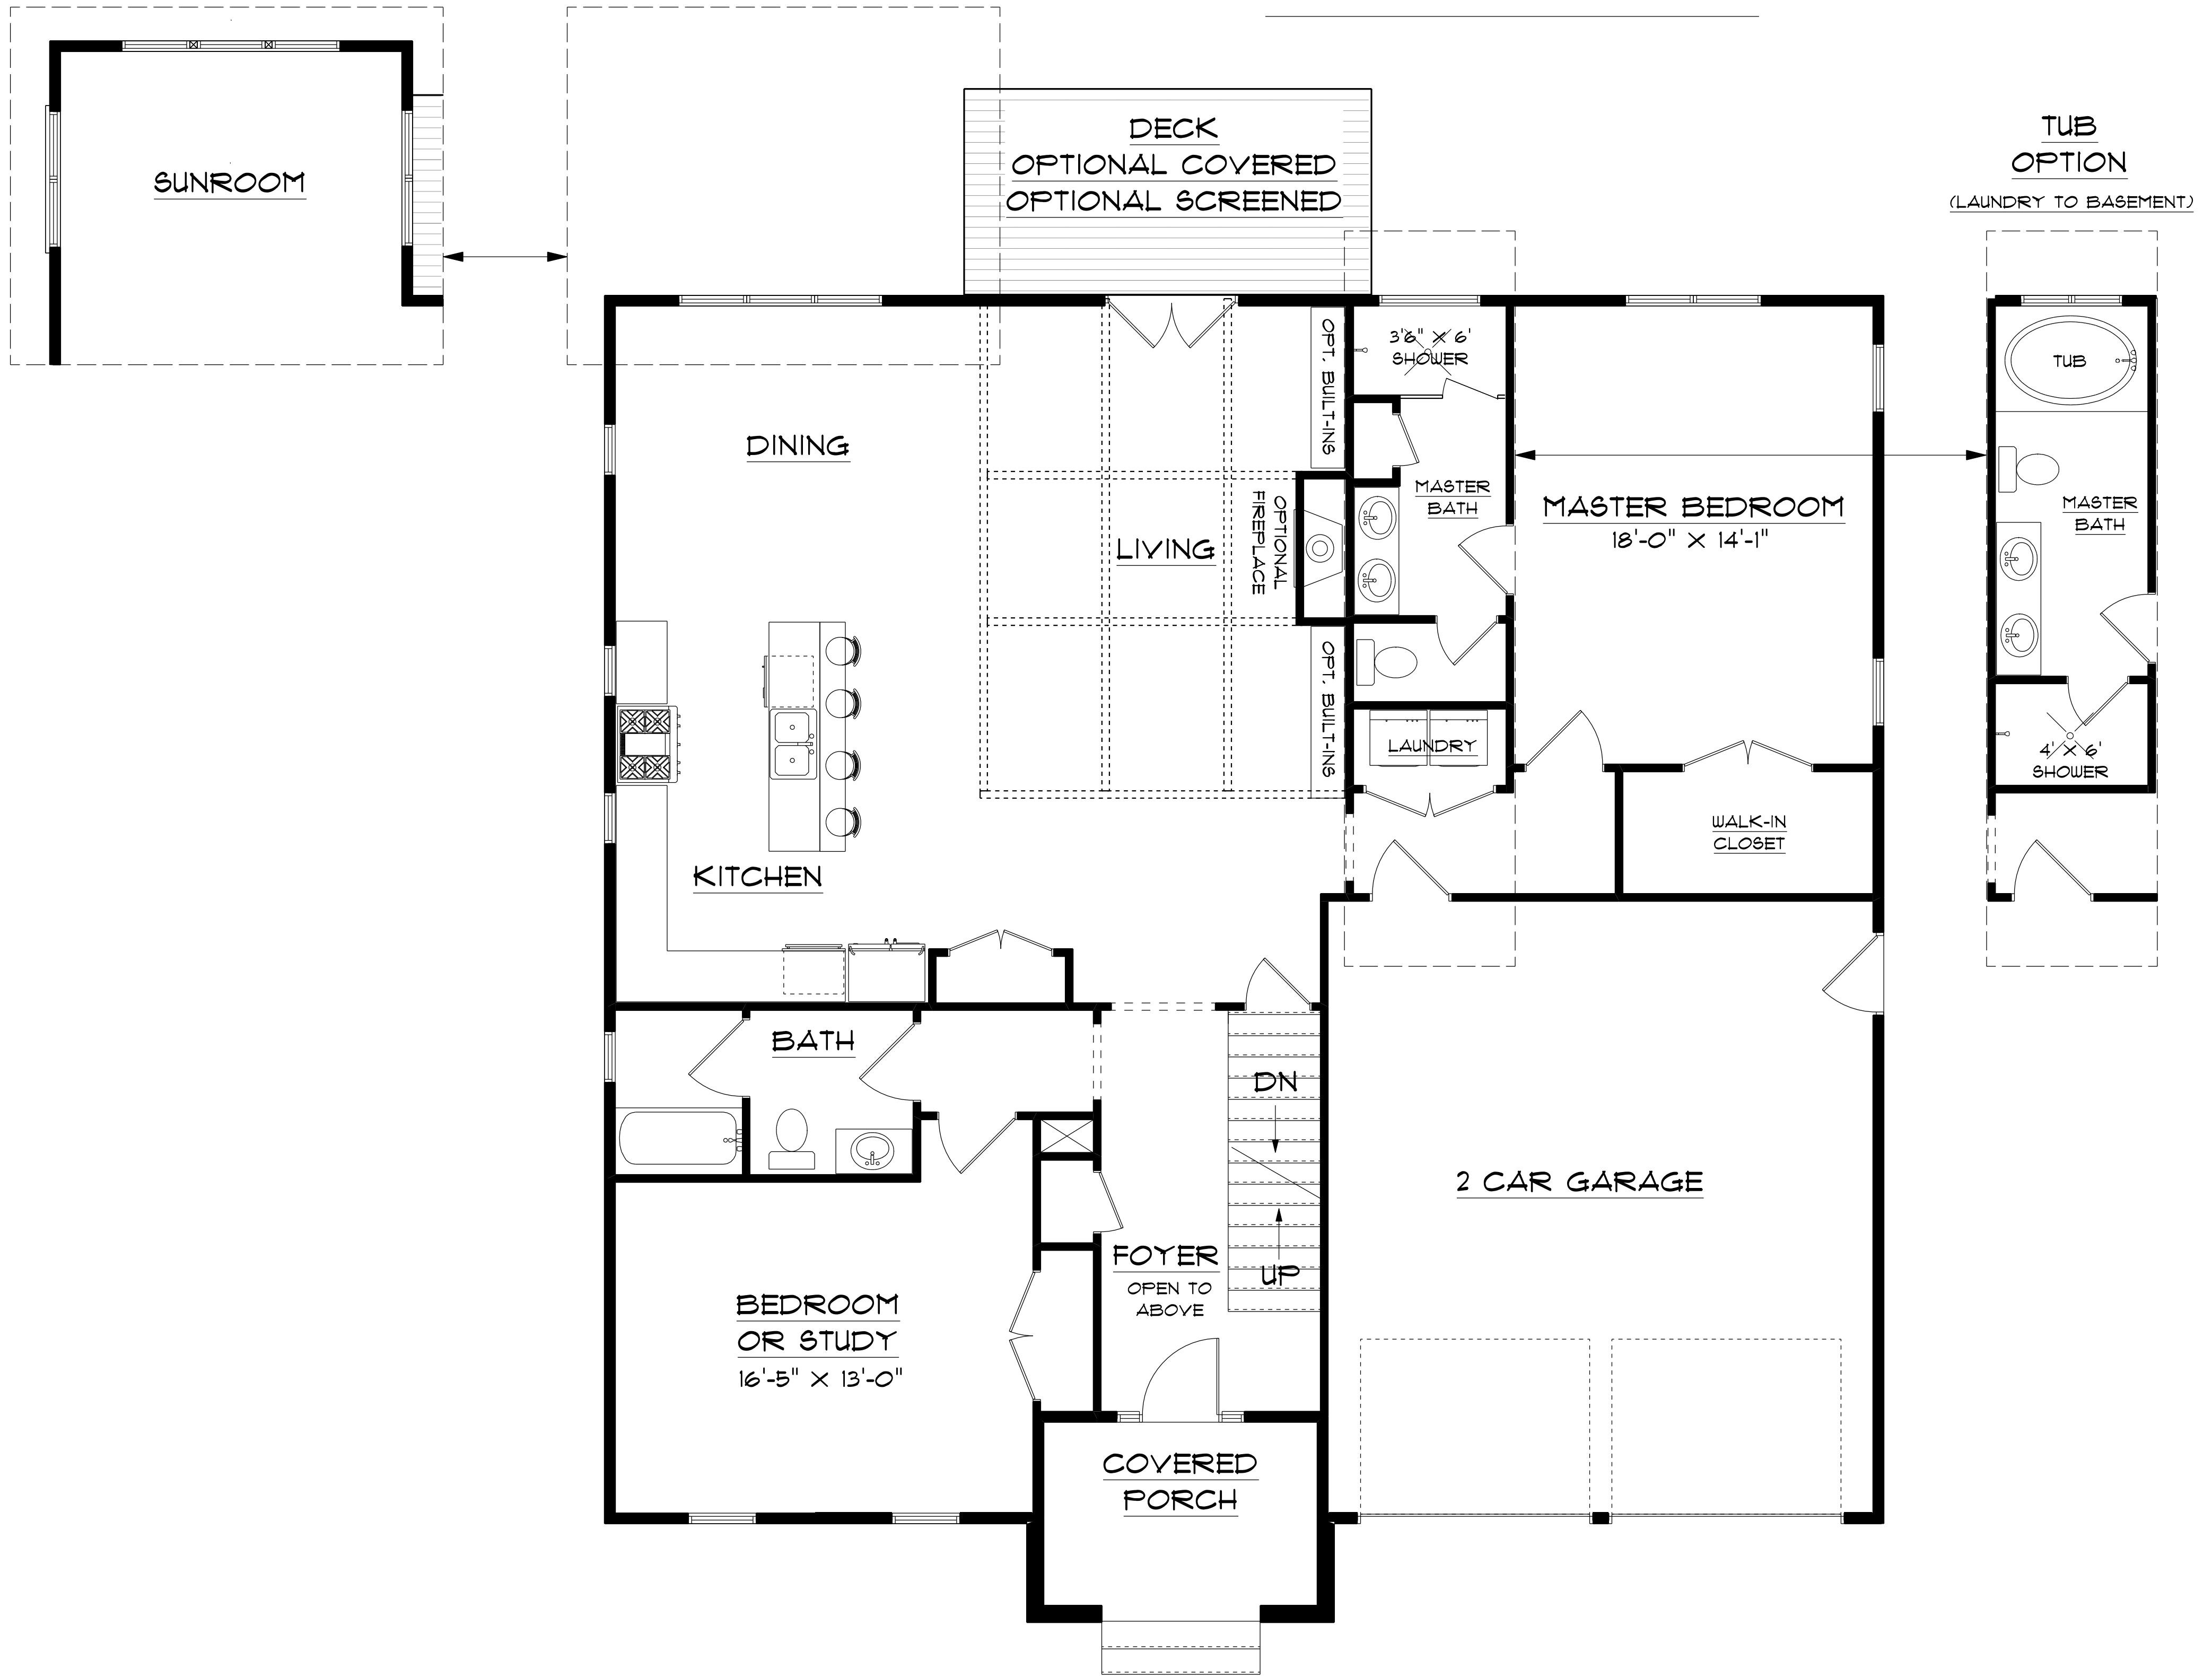 SUNROOM
DECK
OPTIONAL COVERED
OPTIONAL SCREENED
TUB
OPTION
(LAUNDRY TO BASEMENT)
OPT. BUILT-INS
3'6" X 6'
SHOWER
TUB
DINING
MASTER
BATH
MASTER BEDROOM
18'-0" X 14'-1"
MASTER
BATH
LIVING
OPTIONAL
FIREPLACE
OPT. BUILT-INS
LAUNDRY
4' X 6'
SHOWER
WALK-IN
CLOSET
KITCHEN
BATH
DN
2 CAR GARAGE
FOYER
OPEN TO
ABOVE
UP
BEDROOM
OR STUDY
16'-5" X 13'-0"
COVERED
PORCH